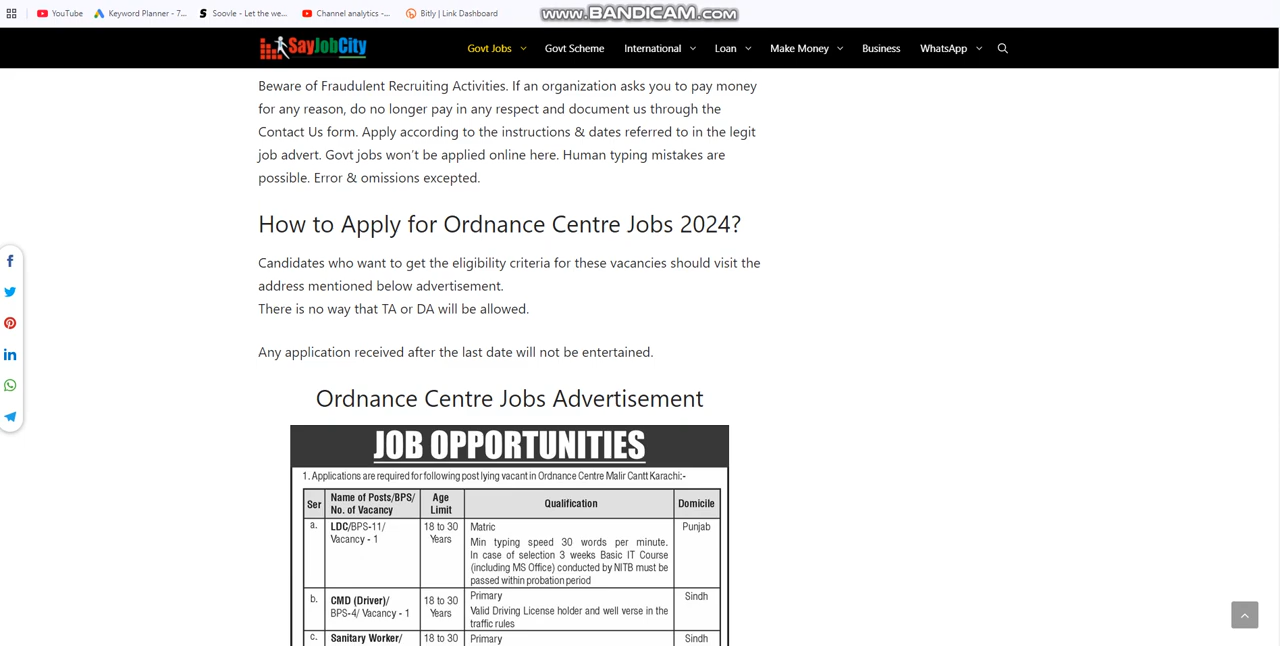 YouTube
Keyword Planner - 7...
Soovle - Let the we...
Channel analytics -...
Bitly | Link Dashboard
www.BANDICAM.com
SayJobCity
Govt Jobs
Govt Scheme
International
Loan
Make Money
Business
WhatsApp
Beware of Fraudulent Recruiting Activities. If an organization asks you to pay money
for any reason, do no longer pay in any respect and document us through the
Contact Us form. Apply according to the instructions & dates referred to in the legit
job advert. Govt jobs won't be applied online here. Human typing mistakes are
possible. Error & omissions excepted.
How to Apply for Ordnance Centre Jobs 2024?
Candidates who want to get the eligibility criteria for these vacancies should visit the
address mentioned below advertisement.
There is no way that TA or DA will be allowed.
Any application received after the last date will not be entertained.
Ordnance Centre Jobs Advertisement
JOB OPPORTUNITIES
1. Applications are required for following post lying vacant in Ordnance Centre Malir Cantt Karachi:-
Ser
Name of Posts/BPS/
No. of Vacancy
Age
Limit
Qualification
Domicile
a.
LDC/BPS-11/
Vacancy - 1
18 to 30
Years
Matric
Min typing speed 30 words per minute.
In case of selection 3 weeks Basic IT Course
(including MS Office) conducted by NITB must be
passed within probation period
Punjab
b.
CMD (Driver)/
BPS-4/ Vacancy - 1
18 to 30
Years
Primary
Valid Driving License holder and well verse in the
traffic rules
Sindh
c.
Sanitary Worker/
18 to 30
Primary
Sindh